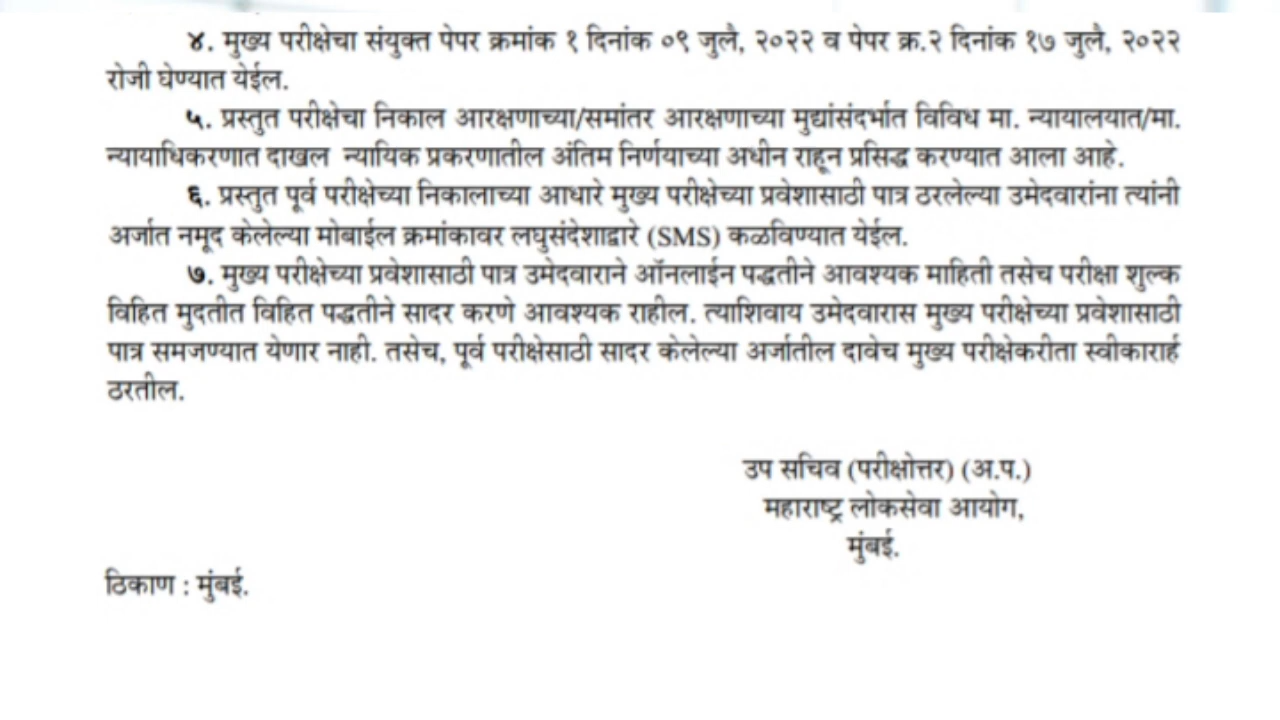 ४. मुख्य परीक्षेचा संयुक्त पेपर क्रमांक १ दिनांक ०९ जुलै, २०२२ व पेपर क्र.२ दिनांक १७ जुलै, २०२२
रोजी घेण्यात येईल.
५. प्रस्तुत परीक्षेचा निकाल आरक्षणाच्या/समांतर आरक्षणाच्या मुद्यांसंदर्भात विविध मा. न्यायालयात/मा.
न्यायाधिकरणात दाखल न्यायिक प्रकरणातील अंतिम निर्णयाच्या अधीन राहून प्रसिद्ध करण्यात आला आहे.
६. प्रस्तुत पूर्व परीक्षेच्या निकालाच्या आधारे मुख्य परीक्षेच्या प्रवेशासाठी पात्र ठरलेल्या उमेदवारांना त्यांनी
अर्जात नमूद केलेल्या मोबाईल क्रमांकावर लघुसंदेशाद्वारे (SMS) कळविण्यात येईल.
७. मुख्य परीक्षेच्या प्रवेशासाठी पात्र उमेदवाराने ऑनलाईन पद्धतीने आवश्यक माहिती तसेच परीक्षा शुल्क
विहित मुदतीत विहित पद्धतीने सादर करणे आवश्यक राहील. त्याशिवाय उमेदवारास मुख्य परीक्षेच्या प्रवेशासाठी
पात्र समजण्यात येणार नाही. तसेच, पूर्व परीक्षेसाठी सादर केलेल्या अर्जातील दावेच मुख्य परीक्षेकरीता स्वीकारार्ह
ठरतील.
उप सचिव (परीक्षोत्तर) (अ.प.)
महाराष्ट्र लोकसेवा आयोग,
मुंबई.
ठिकाण : मुंबई.